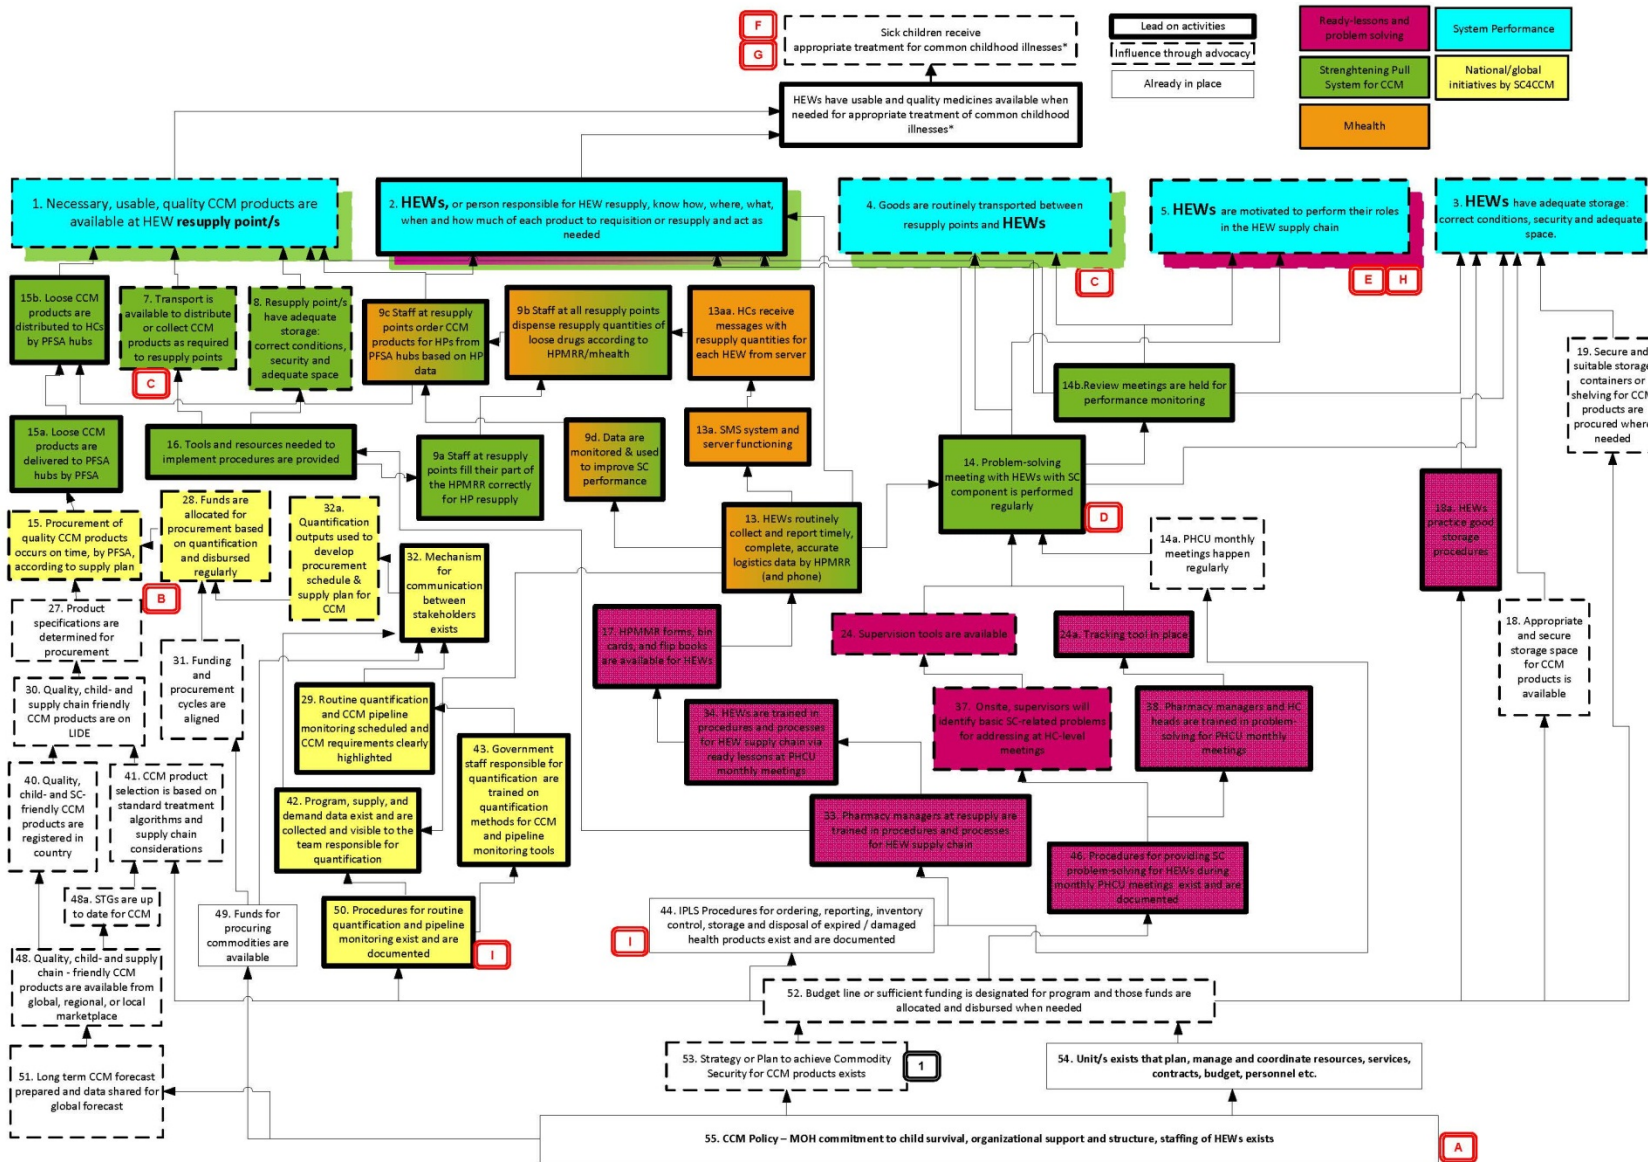 F
G
Sick children receive
appropriate treatment for common childhood illnesses*
Lead on activities
Influence through advocacy
Already in place
Ready-lessons and
problem solving
System Performance
Strenghtening Pull
System for CCM
National/global
initiatives by SC4CCM
Mhealth
HEWs have usable and quality medicines available when
needed for appropriate treatment of common childhood
illnesses*
1. Necessary, usable, quality CCM products are
available at HEW resupply point/s
2. HEWs, or person responsible for HEW resupply, know how, where, what,
when and how much of each product to requisition or resupply and act as
needed
4. Goods are routinely transported between
resupply points and HEWs
5. HEWs are motivated to perform their roles
in the HEW supply chain
3. HEWs have adequate storage:
correct conditions, security and adequate
space.
C
E
H
15b. Loose CCM
products are
distributed to HCs
by PFSA hubs
7. Transport is
available to distribute
or collect CCM
products as required
to resupply points
C
8. Resupply point/s
have adequate
storage:
correct conditions,
security and
adequate space
9c Staff at resupply
points order CCM
products for HPs from
PFSA hubs based on HP
data
9b Staff at all resupply points
dispense resupply quantities of
loose drugs according to
HPMRR/mhealth
13aa. HCs receive
messages with
resupply quantities for
each HEW from server
14b.Review meetings are held for
performance monitoring
19. Secure and
suitable storage
containers or
shelving for CCM
products are
procured where
needed
15a. Loose CCM
products are
delivered to PFSA
hubs by PFSA
16. Tools and resources needed to
implement procedures are provided
9a Staff at resupply
points fill their part of
the HPMRR correctly
for HP resupply
9d. Data are
monitored & used
to improve SC
performance
13a. SMS system and
server functioning
14. Problem-solving
meeting with HEWs with SC
component is performed
regularly
D
15. Procurement of
quality CCM products
occurs on time, by PFSA,
according to supply plan
B
28. Funds are
allocated for
procurement based
on quantification
and disbursed
regularly
32a.
Quantification
outputs used to
develop
procurement
schedule &
supply plan for
CCM
32. Mechanism
for
communication
between
stakeholders
exists
13. HEWs routinely
collect and report timely,
complete, accurate
logistics data by HPMRR
(and phone)
14a. PHCU monthly
meetings happen
regularly
18a. HEWs
practice good
storage
procedures
27. Product
specifications are
determined for
procurement
17. HPMMR forms, bin
cards, and flip books
are available for HEWs
24. Supervision tools are available
24a. Tracking tool in place
18. Appropriate
and secure
storage space
for CCM
products is
available
30. Quality, child- and
supply chain friendly
CCM products are on
LIDE
31. Funding
and
procurement
cycles are
aligned
29. Routine quantification
and CCM pipeline
monitoring scheduled and
CCM requirements clearly
highlighted
34. HEWs are trained in
procedures and processes
for HEW supply chain via
ready lessons at PHCU
monthly meetings
37. Onsite, supervisors will
identify basic SC-related problems
for addressing at HC-level
meetings
38. Pharmacy managers and HC
heads are trained in problem-
solving for PHCU monthly
meetings
40. Quality,
child- and SC-
friendly CCM
products are
registered in
country
41. CCM product
selection is based on
standard treatment
algorithms and
supply chain
considerations
42. Program, supply, and
demand data exist and are
collected and visible to the
team responsible for
quantification
43. Government
staff responsible for
quantification are
trained on
quantification
methods for CCM
and pipeline
monitoring tools
33. Pharmacy managers at resupply are
trained in procedures and processes
for HEW supply chain
46. Procedures for providing SC
problem-solving for HEWs during
monthly PHCU meetings exist and are
documented
48a. STGs are up
to date for CCM
49. Funds for
procuring
commodities are
available
50. Procedures for routine
quantification and pipeline
monitoring exist and are
documented
I
I
44. IPLS Procedures for ordering, reporting, inventory
control, storage and disposal of expired / damaged
health products exist and are documented
48. Quality, child- and supply
chain - friendly CCM
products are available from
global, regional, or local
marketplace
52. Budget line or sufficient funding is designated for program and those funds are
allocated and disbursed when needed
51. Long term CCM forecast
prepared and data shared for
global forecast
53. Strategy or Plan to achieve Commodity
Security for CCM products exists
1
54. Unit/s exists that plan, manage and coordinate resources, services,
contracts, budget, personnel etc.
55. CCM Policy – MOH commitment to child survival, organizational support and structure, staffing of HEWs exists
A